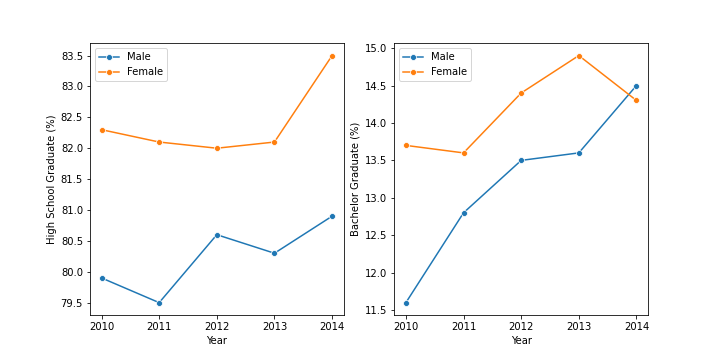 Male
Female
83.5
83.0
82.5
82.0
81.5
81.0
80.5
80.0
79.5
High School Graduate (%)
2010 2011 2012 2013 2014
Year
Male
Female
15.0
14.5
14.0
13.5
13.0
12.5
12.0
11.5
Bachelor Graduate (%)
2010 2011 2012 2013 2014
Year